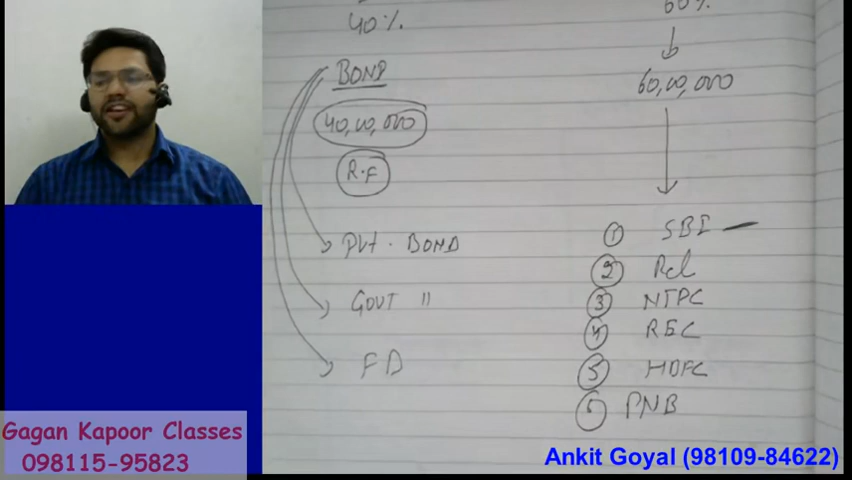 40%
60%
BOND
60,00,000
40,00,000
R.F
Pvt. BOND
GOVT "
FD
① SBI
② Rel
③ NTPC
④ REC
⑤ HDFC
⑥ PNB
Gagan Kapoor Classes
098115-95823
Ankit Goyal (98109-84622)